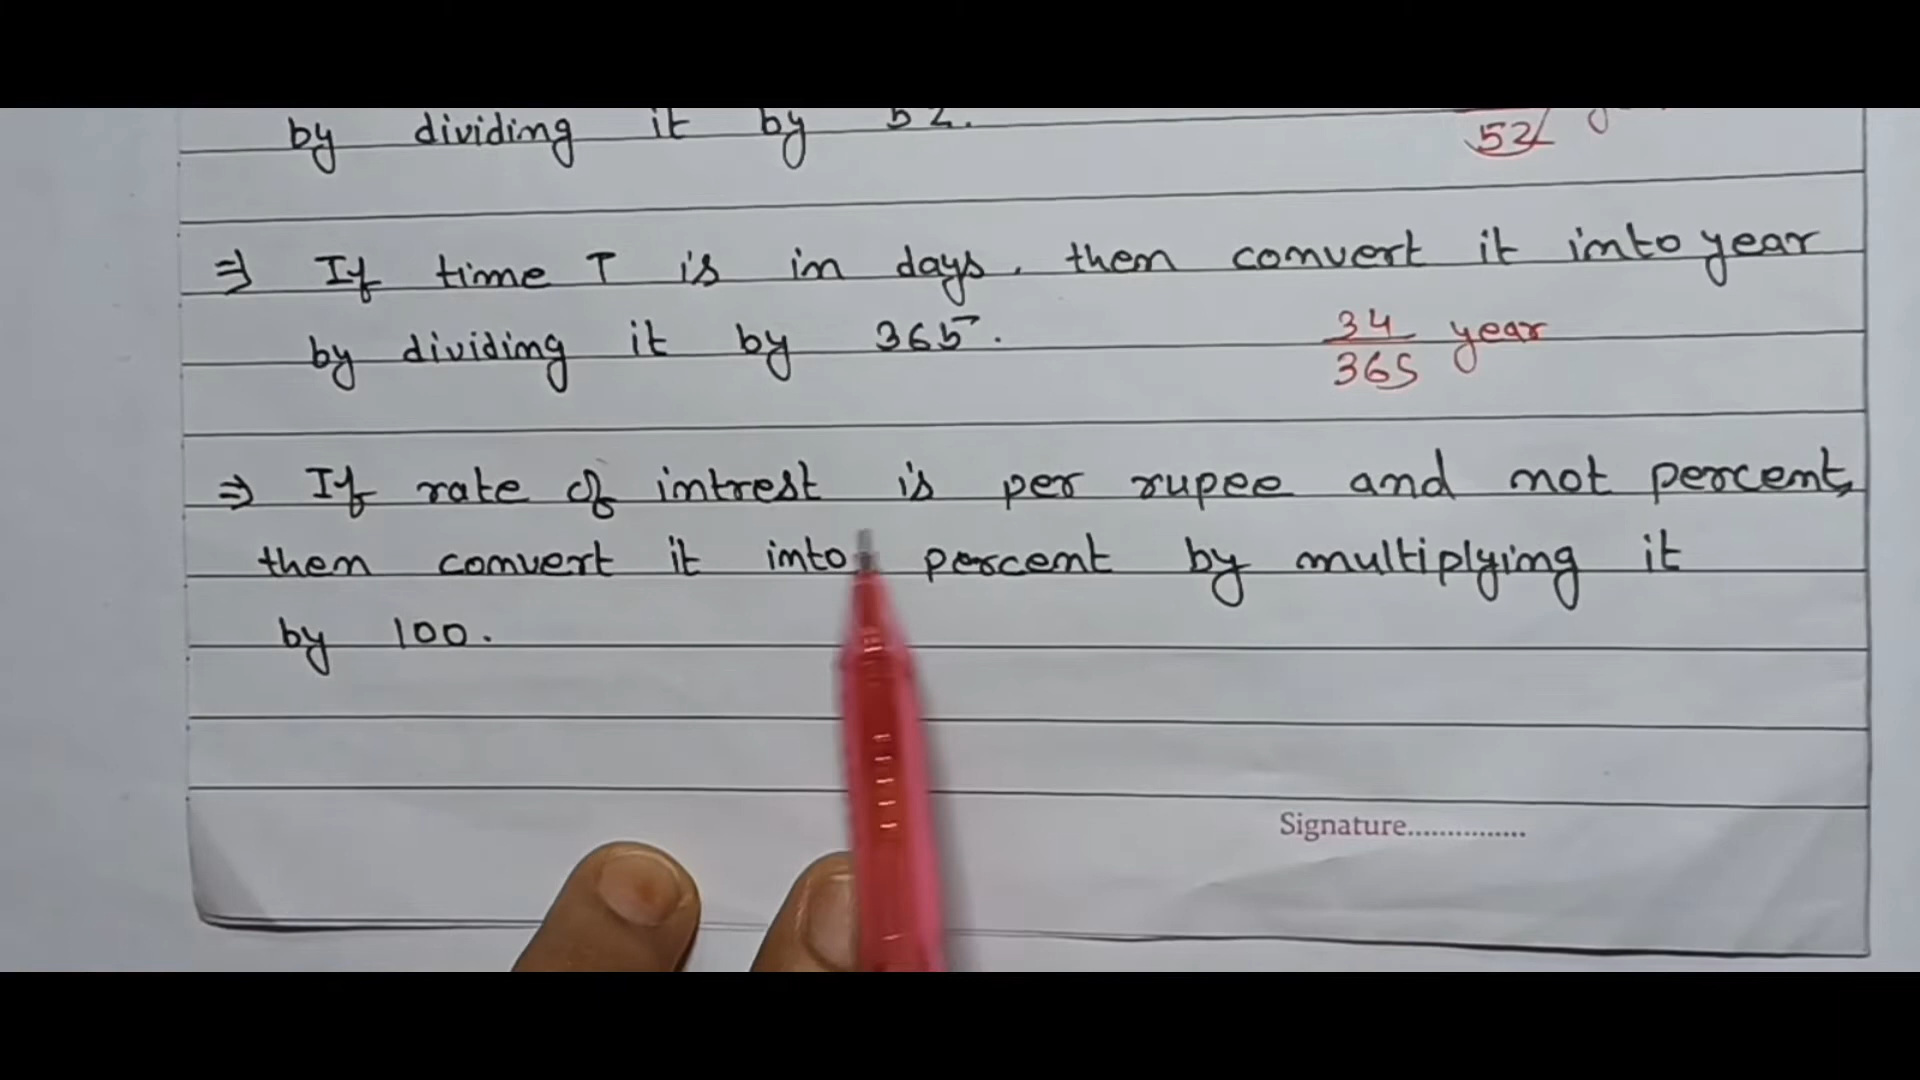 by dividing it by 52.
52
⇒ If time T is in days, then convert it into year
by dividing it by 365.
34/365 year
⇒ If rate of intrest is per rupee and not percent,
then convert it into percent by multiplying it
by 100.
Signature...............